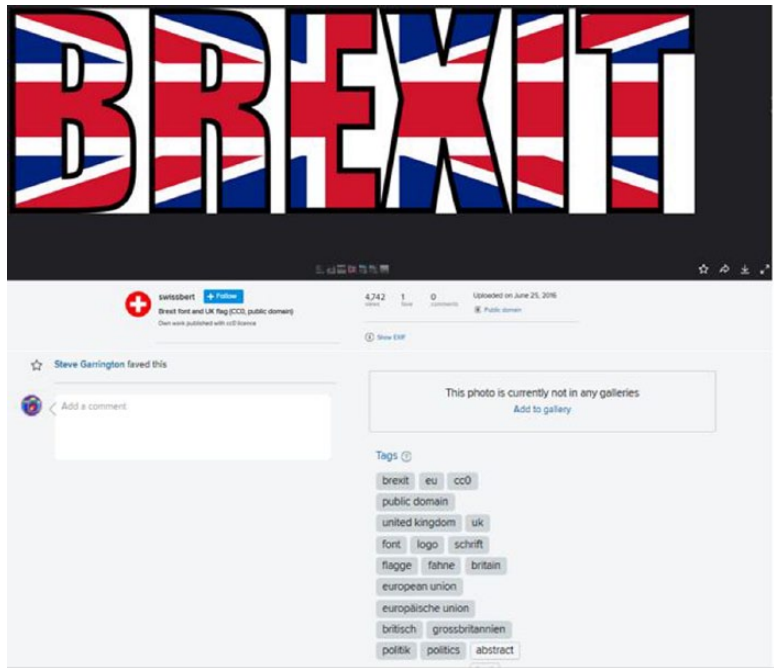 BREXIT
swissbert + Follow
Brexit font and UK flag (CC0, public domain)
Own work published with cc0 licence
4,742 1 0
views fave comments
Uploaded on June 25, 2016
Public domain
Show EXIF
Steve Garrington faved this
Add a comment
This photo is currently not in any galleries
Add to gallery
Tags
brexit eu cc0
public domain
united kingdom uk
font logo schrift
flagge fahne britain
european union
europäische union
britisch grossbritannien
politik politics abstract